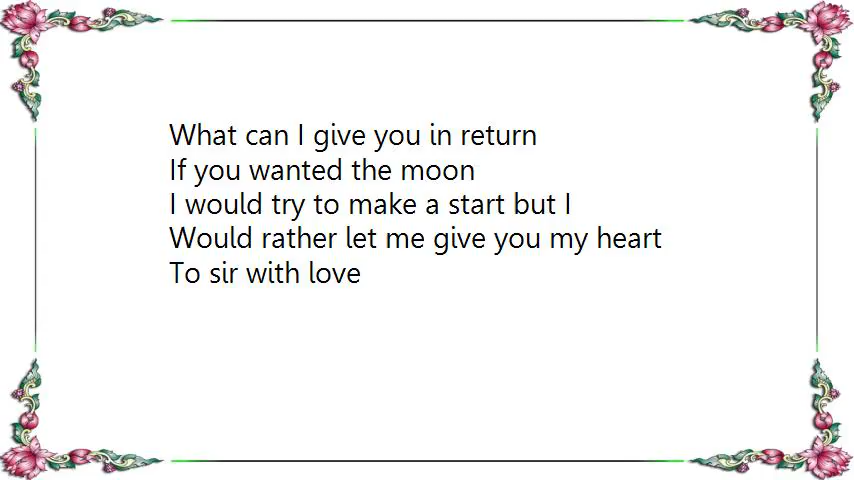 What can I give you in return
If you wanted the moon
I would try to make a start but I
Would rather let me give you my heart
To sir with love